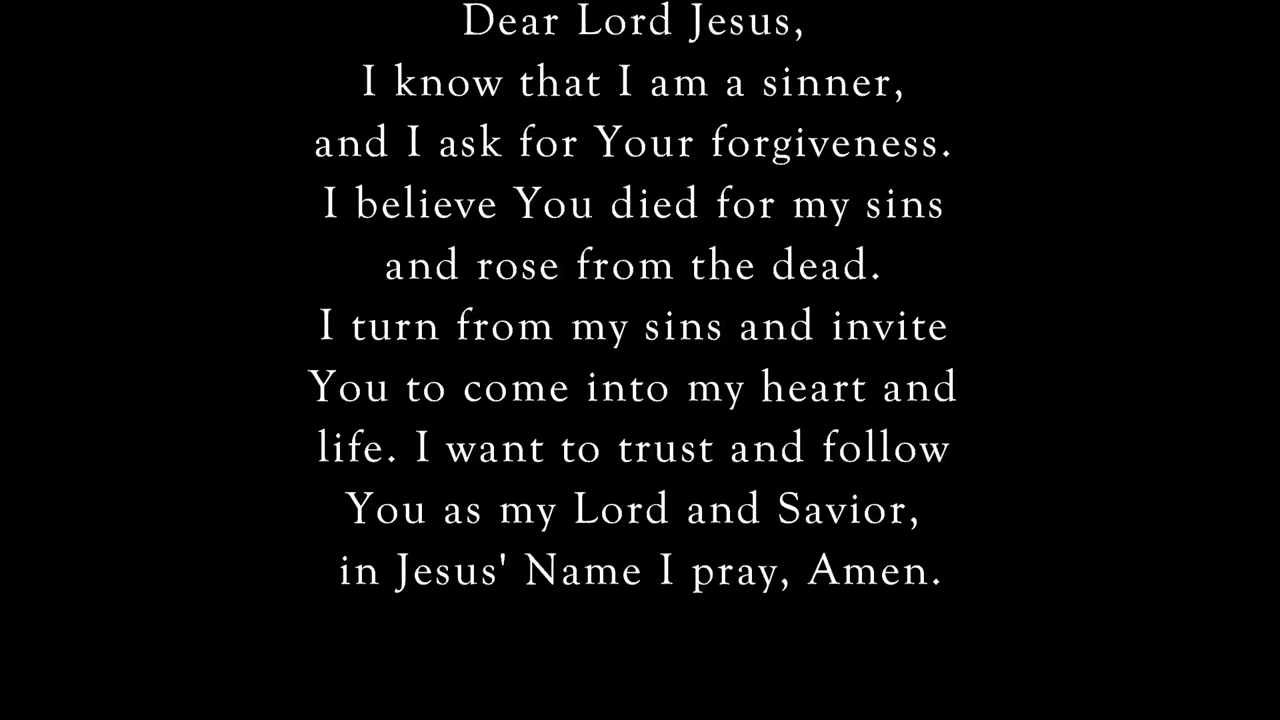 Dear Lord Jesus,
I know that I am a sinner,
and I ask for Your forgiveness.
I believe You died for my sins
and rose from the dead.
I turn from my sins and invite
You to come into my heart and
life. I want to trust and follow
You as my Lord and Savior,
in Jesus' Name I pray, Amen.